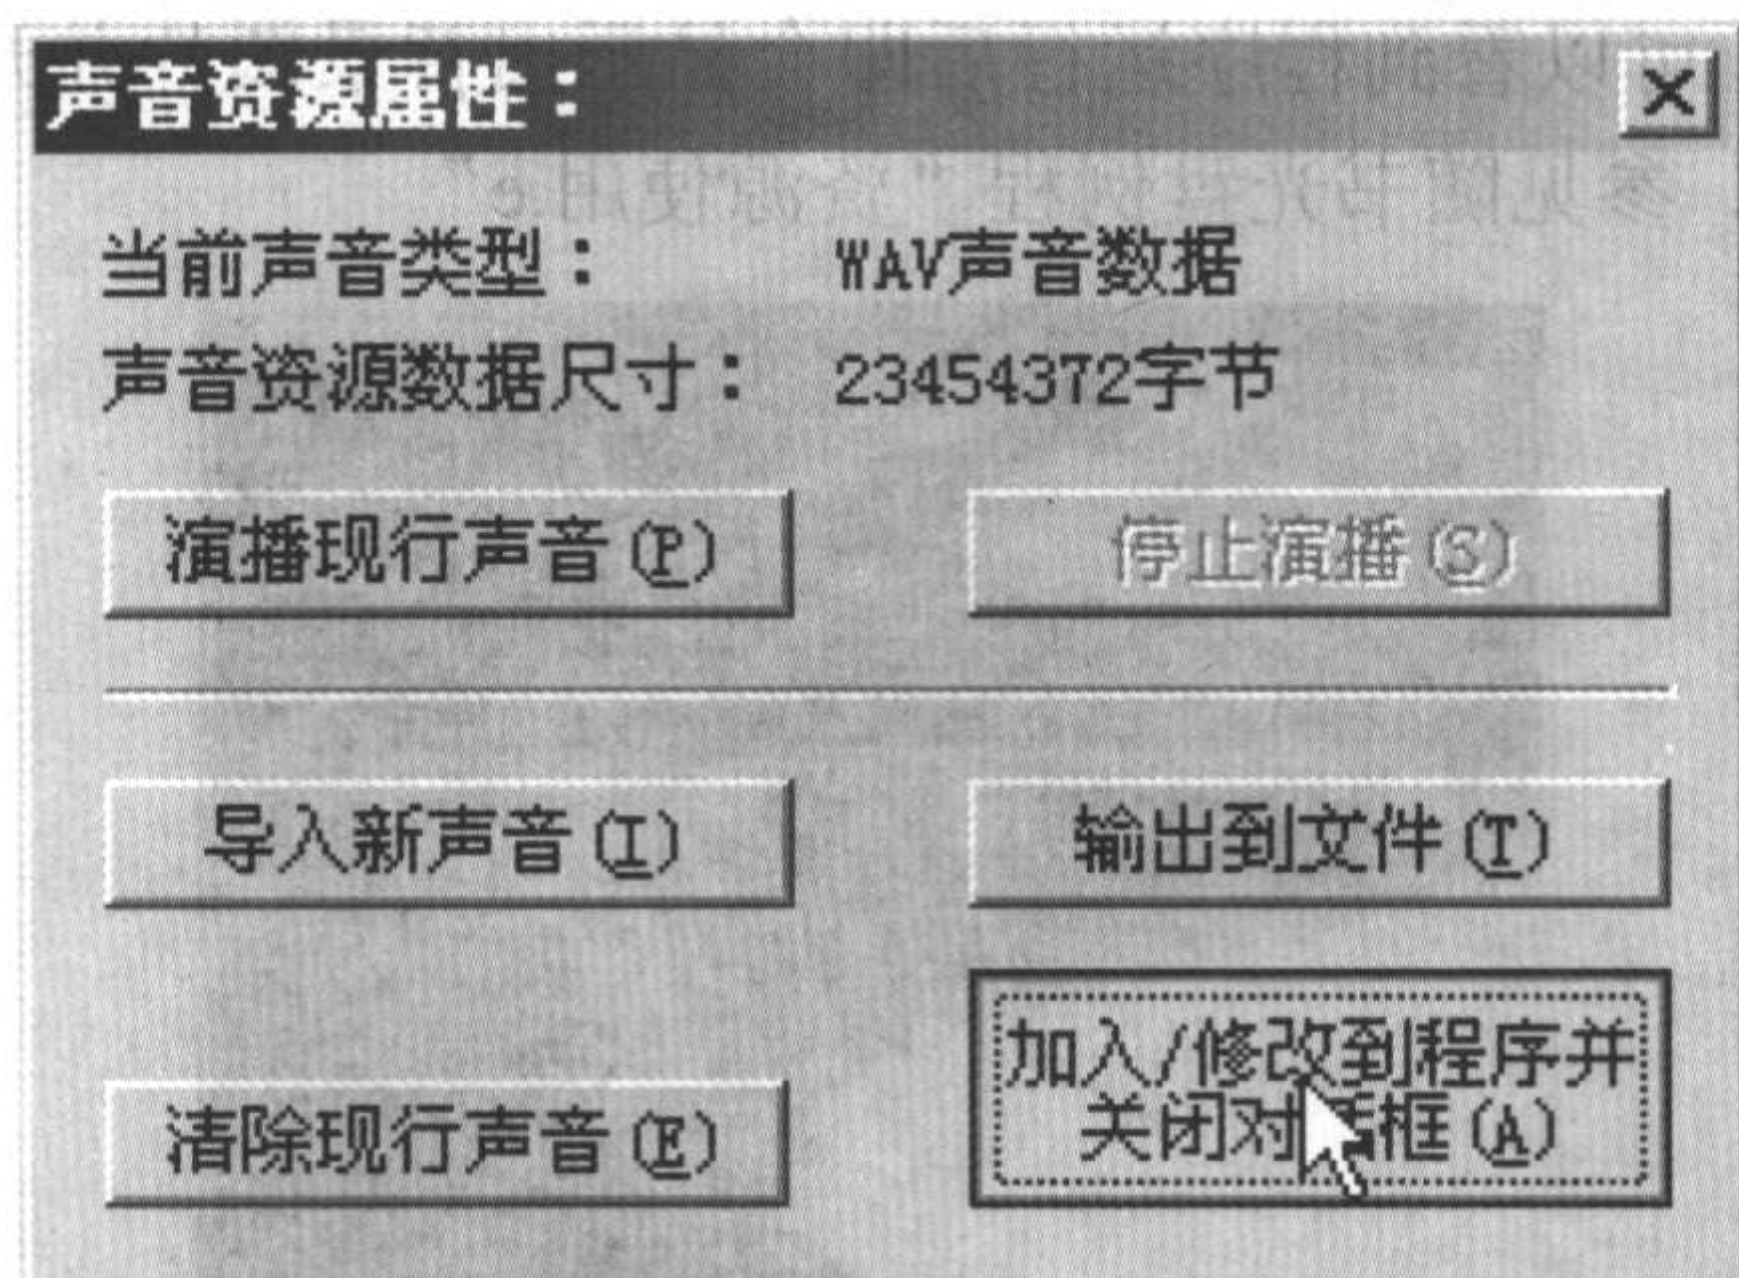 声音资源属性：
当前声音类型： WAV声音数据
声音资源数据尺寸： 23454372字节
演播现行声音(P) 停止演播(S)
导入新声音(I) 输出到文件(T)
加入/修改到程序并
清除现行声音(E) 关闭对话框(A)